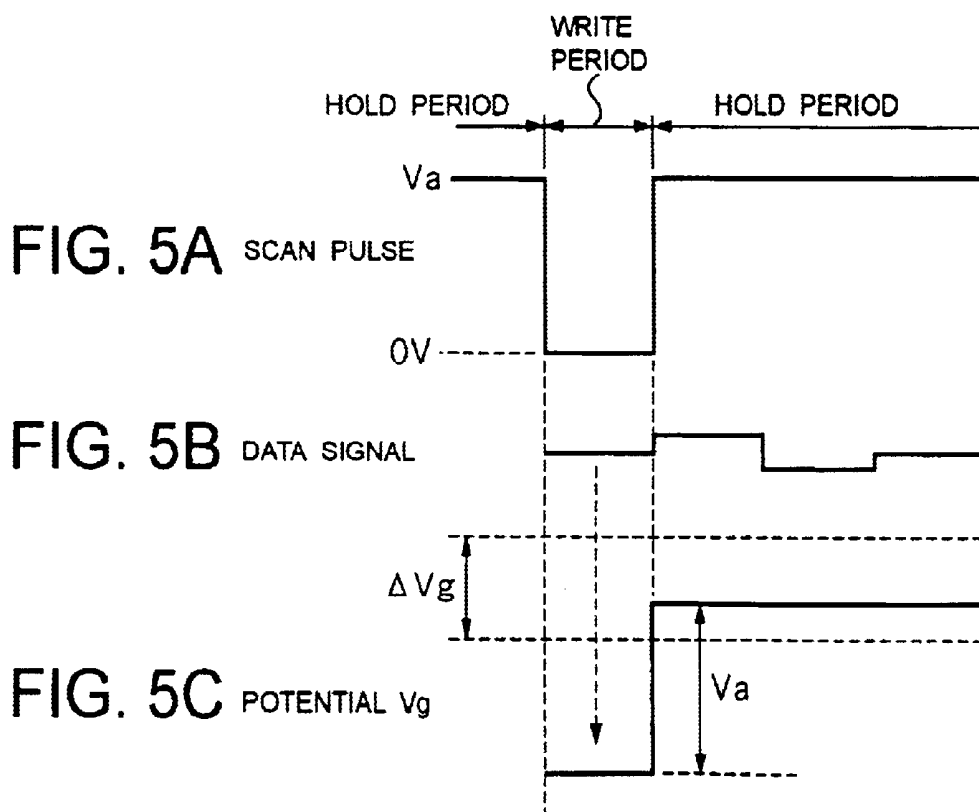 WRITE
PERIOD
HOLD PERIOD
HOLD PERIOD
Va
FIG. 5A SCAN PULSE
0V
FIG. 5B DATA SIGNAL
ΔVg
FIG. 5C POTENTIAL Vg
Va